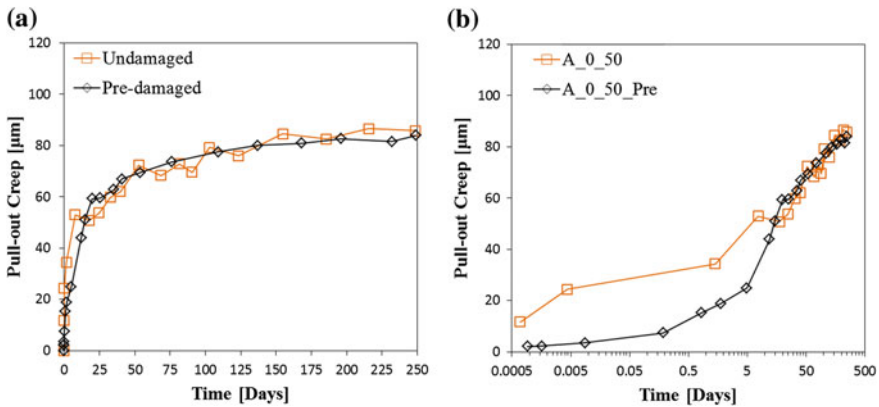 (a)
120
100
80
60
40
20
0
Pull-out Creep [µm]
Undamaged
Pre-damaged
0 25 50 75 100 125 150 175 200 225 250
Time [Days]
(b)
120
100
80
60
40
20
0
Pull-out Creep [µm]
A_0_50
A_0_50_Pre
0.0005 0.005 0.05 0.5 5 50 500
Time [Days]